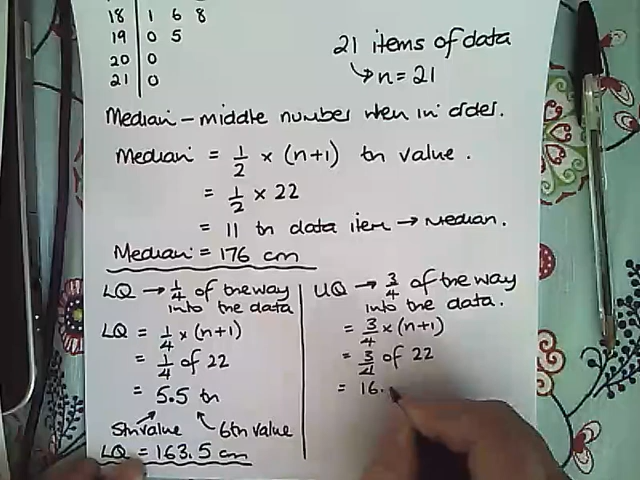 18 | 1 6 8
19 | 0 5
20 | 0
21 | 0
21 items of data
↳ n = 21
Median - middle number when in order.
Median = 1/2 × (n+1) th value.
= 1/2 × 22
= 11 th data item → Median.
Median = 176 cm
LQ → 1/4 of the way
into the data
LQ = 1/4 × (n+1)
= 1/4 of 22
= 5.5 th
5th value 6th value
LQ = 163.5 cm
UQ → 3/4 of the way
into the data.
= 3/4 × (n+1)
= 3/4 of 22
= 16.